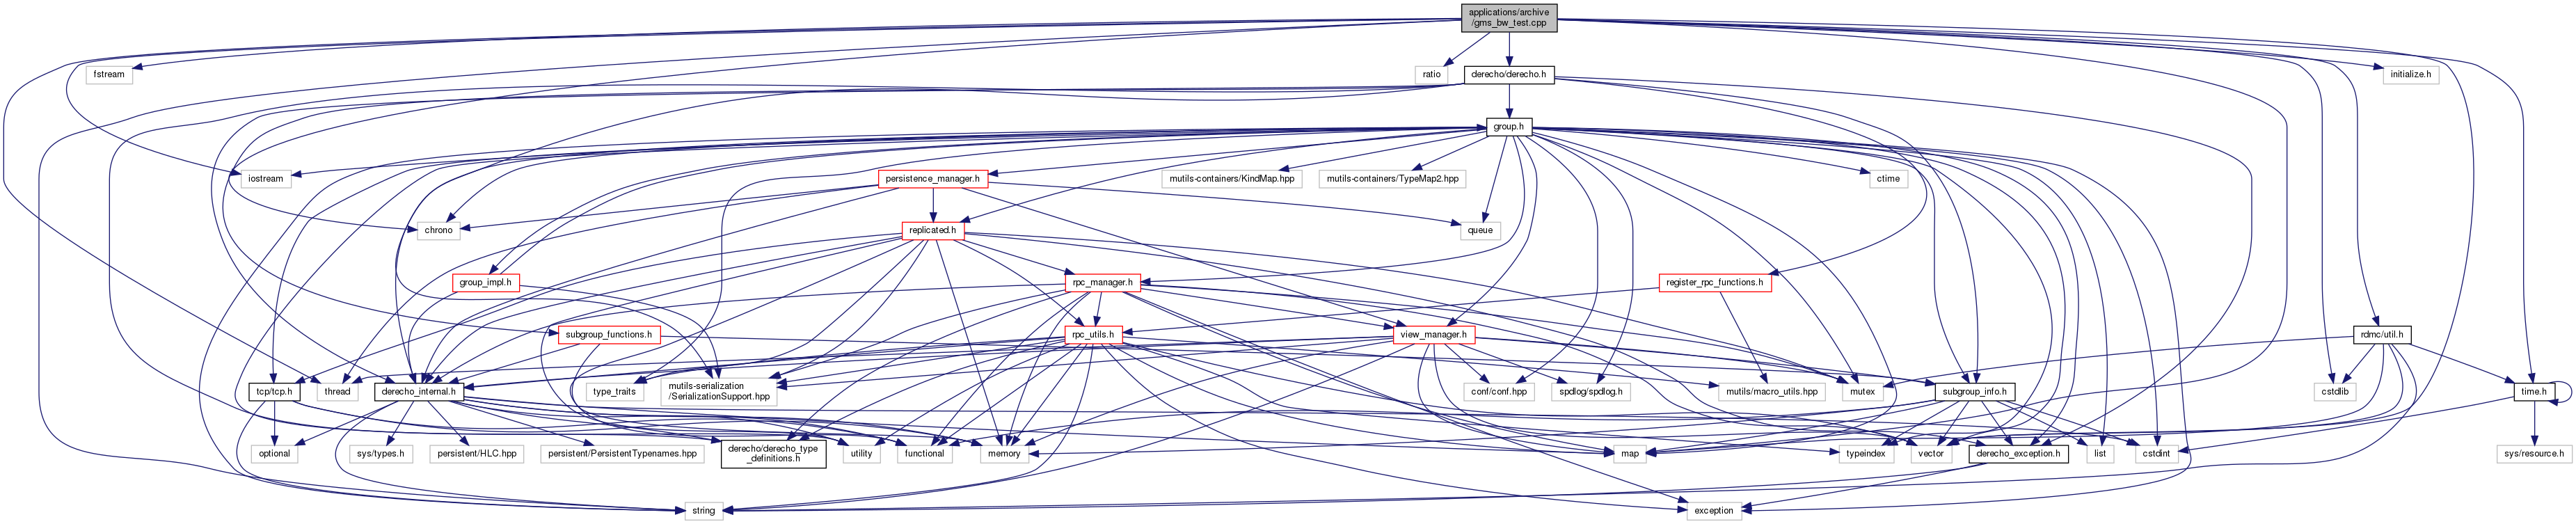 applications/archive
/gms_bw_test.cpp
fstream
ratio
derecho/derecho.h
initialize.h
group.h
iostream
persistence_manager.h
mutils-containers/KindMap.hpp
mutils-containers/TypeMap2.hpp
ctime
chrono
replicated.h
queue
group_impl.h
rpc_manager.h
register_rpc_functions.h
subgroup_functions.h
rpc_utils.h
view_manager.h
rdmc/util.h
tcp/tcp.h
thread
derecho_internal.h
type_traits
mutils-serialization
/SerializationSupport.hpp
conf/conf.hpp
spdlog/spdlog.h
mutils/macro_utils.hpp
mutex
subgroup_info.h
cstdlib
time.h
optional
sys/types.h
persistent/HLC.hpp
persistent/PersistentTypenames.hpp
derecho/derecho_type
_definitions.h
utility
functional
memory
map
typeindex
vector
derecho_exception.h
list
cstdint
sys/resource.h
string
exception